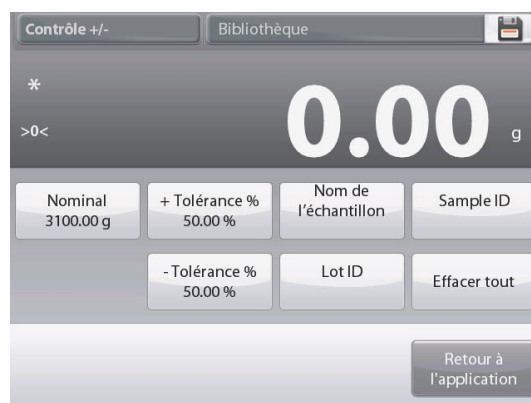 Contrôle +/-
Bibliothèque
*
>0<
0.00 g
Nominal
3100.00 g
+ Tolérance %
50.00 %
Nom de
l'échantillon
Sample ID
- Tolérance %
50.00 %
Lot ID
Effacer tout
Retour à
l'application